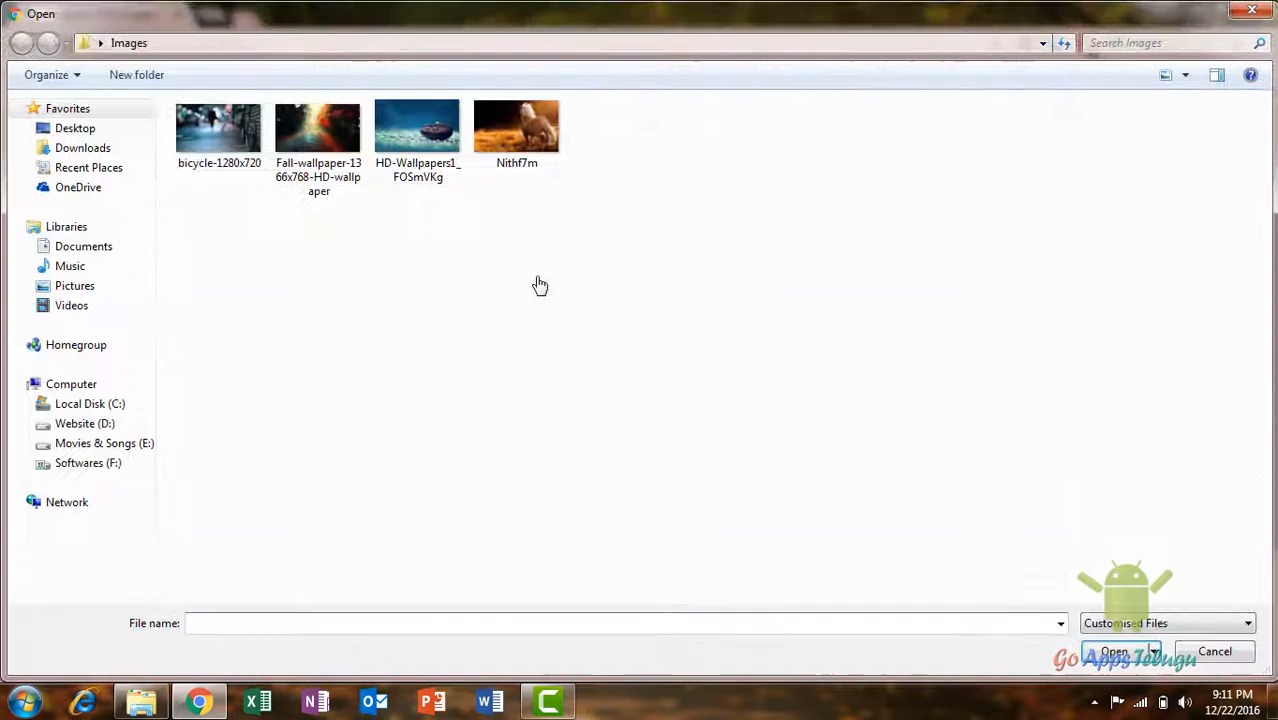 Open
Images
Search Images
Organize
New folder
Favorites
Desktop
Downloads
Recent Places
OneDrive
Libraries
Documents
Music
Pictures
Videos
Homegroup
Computer
Local Disk (C:)
Website (D:)
Movies & Songs (E:)
Softwares (F:)
Network
bicycle-1280x720
Fall-wallpaper-13
66x768-HD-wallp
aper
HD-Wallpapers1_
FOSmVKg
Nithf7m
File name:
Customised Files
Open
Cancel
Go Apps Telugu
9:11 PM
12/22/2016